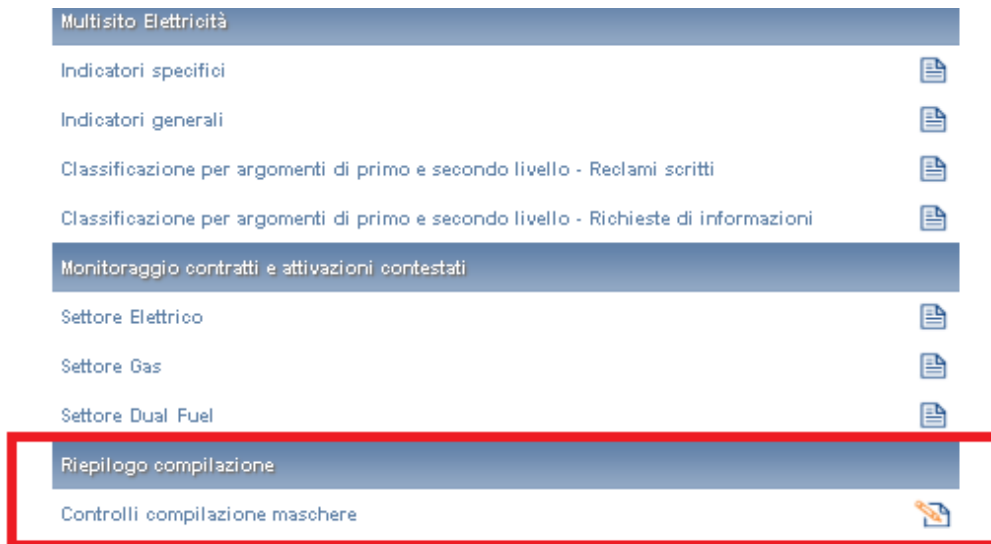 Multisito Elettricità
Indicatori specifici
Indicatori generali
Classificazione per argomenti di primo e secondo livello - Reclami scritti
Classificazione per argomenti di primo e secondo livello - Richieste di informazioni
Monitoraggio contratti e attivazioni contestati
Settore Elettrico
Settore Gas
Settore Dual Fuel
Riepilogo compilazione
Controlli compilazione maschere